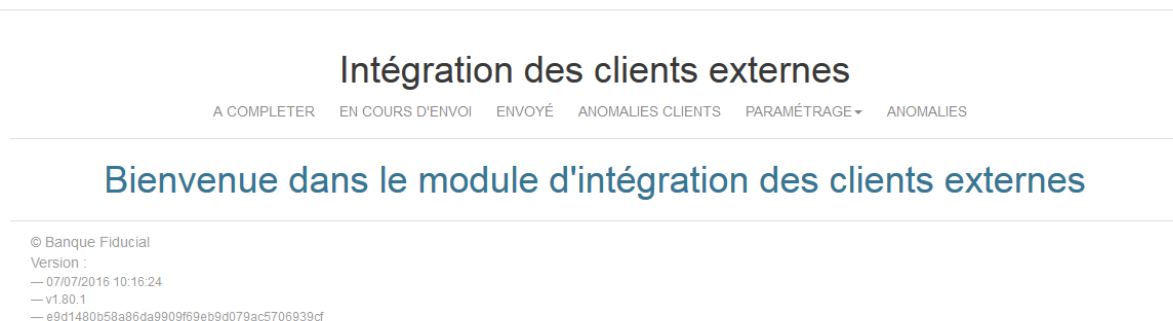 Intégration des clients externes
A COMPLETER EN COURS D'ENVOI ENVOYÉ ANOMALIES CLIENTS PARAMÉTRAGE ANOMALIES
Bienvenue dans le module d'intégration des clients externes
© Banque Fiducial
Version :
— 07/07/2016 10:16:24
— v1.80.1
— e9d1480b58a86da9909f69eb9d079ac5706939cf